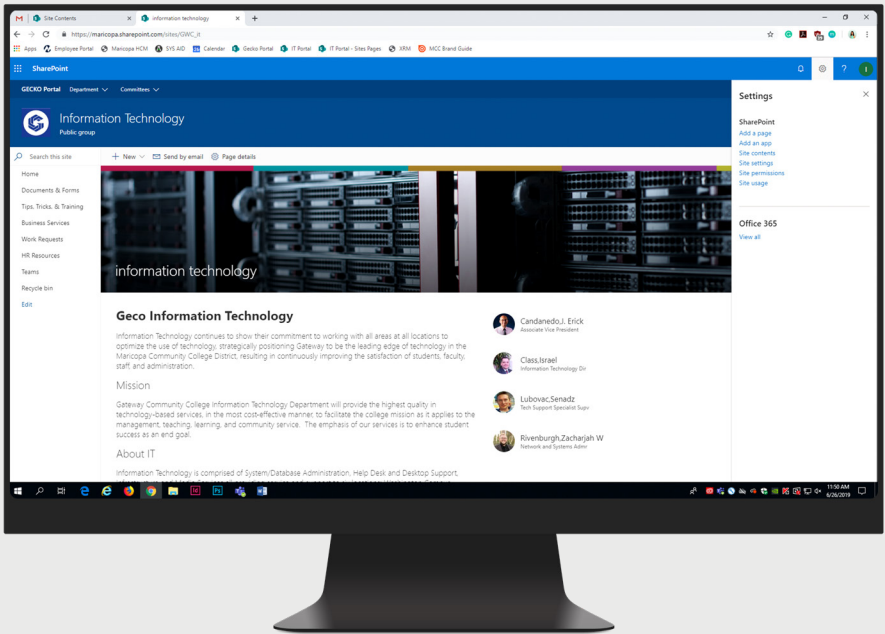 Site Contents
information technology
https://maricopa.sharepoint.com/sites/GWC_it
Apps Employee Portal Maricopa HCM SYS AID Calendar Gecko Portal IT Portal IT Portal - Sites Pages XRM MCC Brand Guide
SharePoint
GECKO Portal Department Committees
Information Technology
Public group
Search this site
New Send by email Page details
Home
Documents & Forms
Tips, Tricks, & Training
Business Services
Work Requests
HR Resources
Teams
Recycle bin
Edit
information technology
Geco Information Technology
Information Technology continues to show their commitment to working with all areas at all locations to
optimize the use of technology, strategically positioning Gateway to be the leading edge of technology in the
Maricopa Community College District, resulting in continuously improving the satisfaction of students, faculty,
staff, and administration.
Mission
Gateway Community College Information Technology Department will provide the highest quality in
technology-based services, in the most cost-effective manner, to facilitate the college mission as it applies to the
management, teaching, learning, and community service. The emphasis of our services is to enhance student
success as an end goal.
About IT
Information Technology is comprised of System/Database Administration, Help Desk and Desktop Support,
Candanedo,J. Erick
Associate Vice President
Class,Israel
Information Technology Dir
Lubovac,Senadz
Tech Support Specialist Supv
Rivenburgh,Zachariah W
Network and Systems Admr
Settings
SharePoint
Add a page
Add an app
Site contents
Site settings
Site permissions
Site usage
Office 365
View all
11:50 AM
6/26/2019